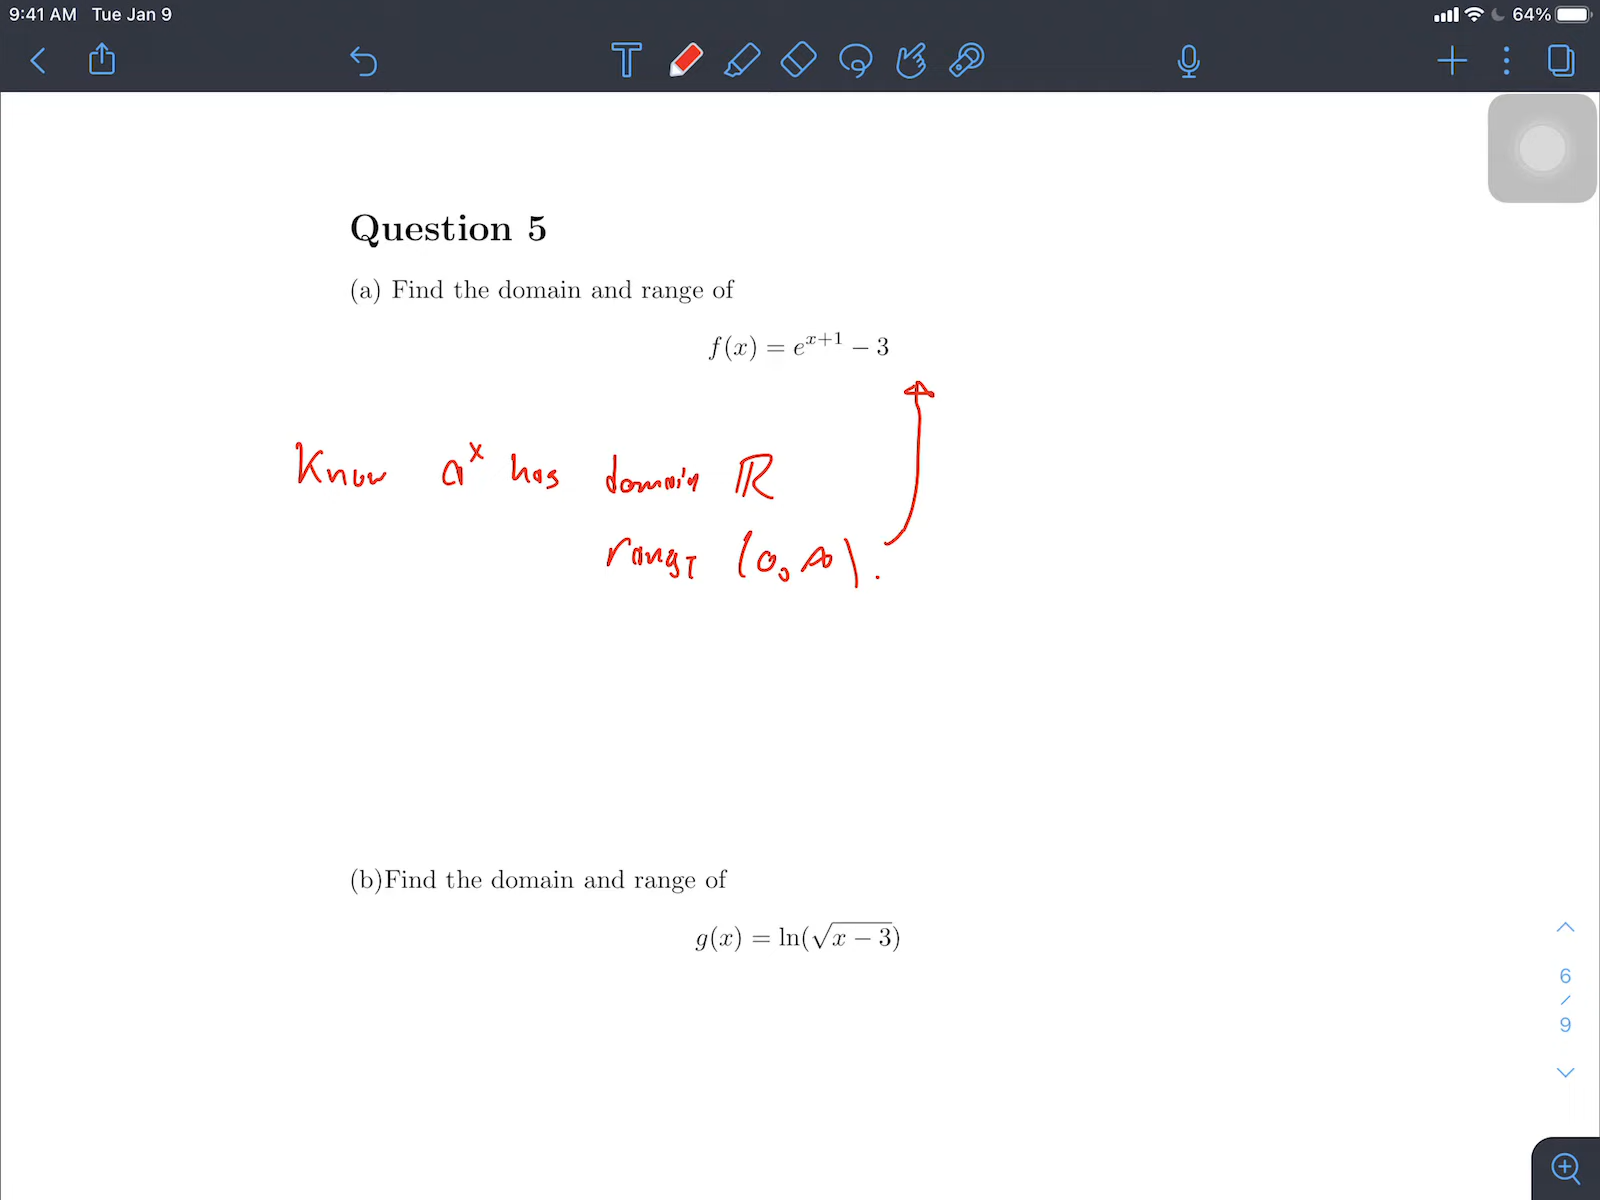 9:41 AM Tue Jan 9 64%
Question 5
(a) Find the domain and range of
f(x) = e^{x+1} − 3
Know a^x has domain ℝ
range (0, ∞).
(b)Find the domain and range of
g(x) = ln(√(x − 3))
6
/
9